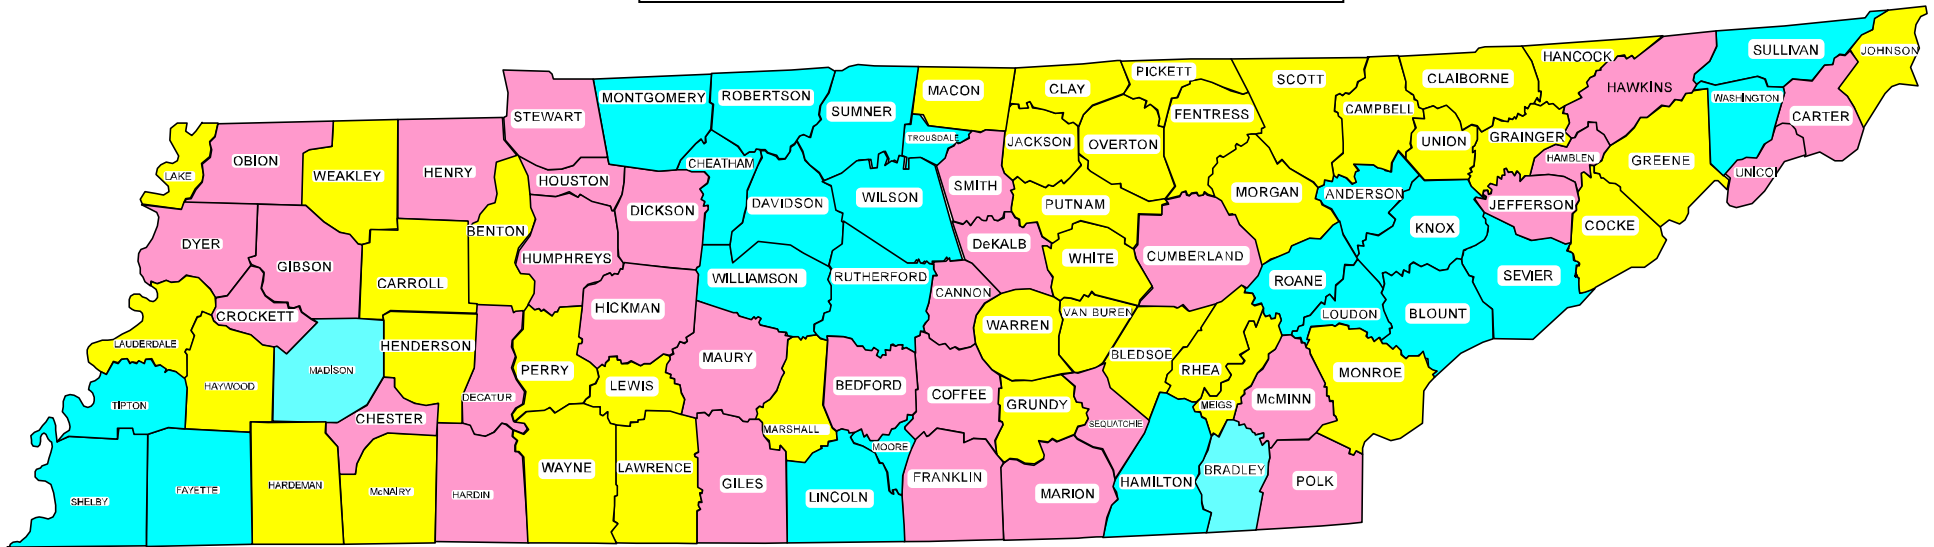 HANCOCK
SULLIVAN
JOHNSON
PICKETT
SCOTT
CLAIBORNE
MACON
CLAY
HAWKINS
MONTGOMERY
ROBERTSON
SUMNER
FENTRESS
CAMPBELL
WASHINGTON
STEWART
CARTER
TROUSDALE
JACKSON
OVERTON
UNION
GRAINGER
OBION
CHEATHAM
HAMBLEN
GREENE
LAKE
WEAKLEY
HENRY
HOUSTON
SMITH
MORGAN
UNICOI
DICKSON
DAVIDSON
WILSON
PUTNAM
ANDERSON
JEFFERSON
DYER
BENTON
DeKALB
KNOX
COCKE
GIBSON
HUMPHREYS
WHITE
CUMBERLAND
CARROLL
WILLIAMSON
RUTHERFORD
ROANE
SEVIER
CROCKETT
HICKMAN
CANNON
VAN BUREN
LOUDON
BLOUNT
LAUDERDALE
HENDERSON
WARREN
MADISON
PERRY
MAURY
BLEDSOE
RHEA
MONROE
HAYWOOD
LEWIS
BEDFORD
TIPTON
DECATUR
COFFEE
GRUNDY
MEIGS
McMINN
CHESTER
MARSHALL
SEQUATCHIE
MOORE
WAYNE
LAWRENCE
BRADLEY
SHELBY
FAYETTE
HARDEMAN
McNAIRY
HARDIN
GILES
LINCOLN
FRANKLIN
MARION
HAMILTON
POLK